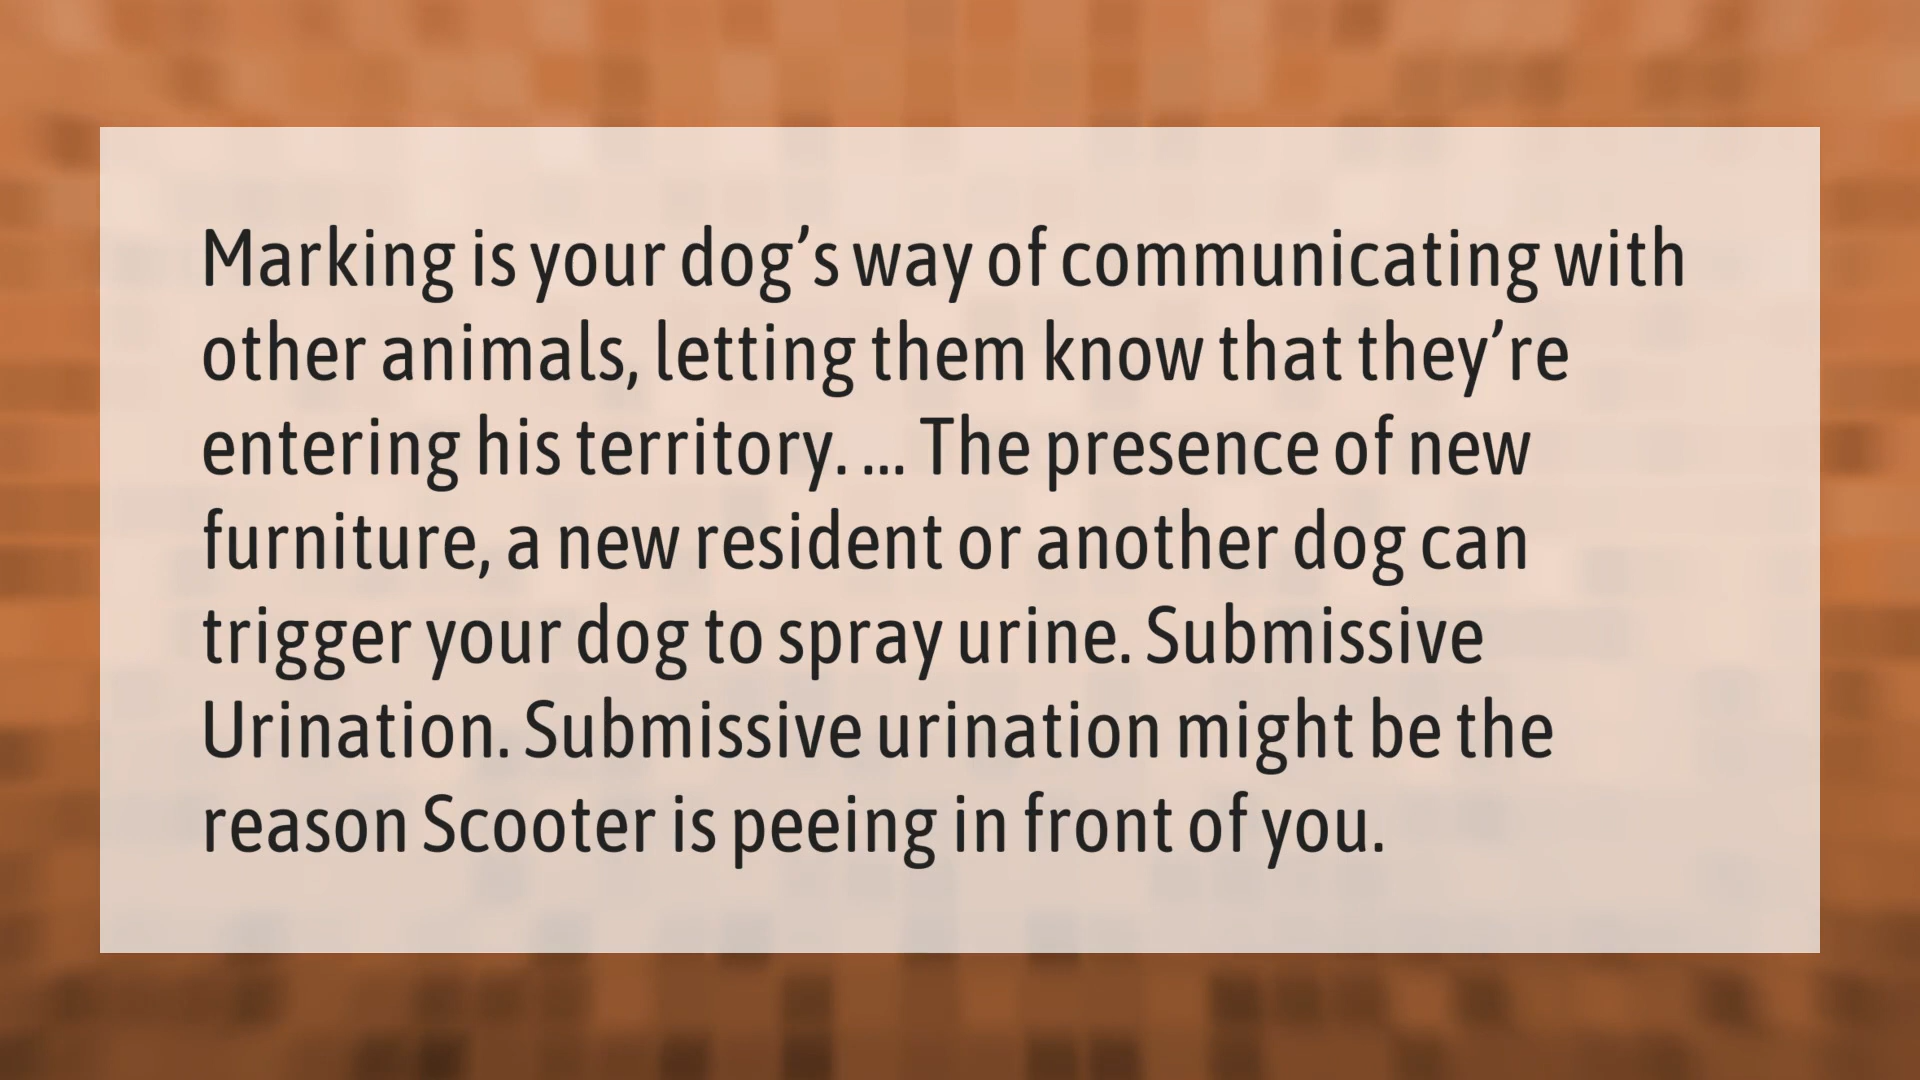 Marking is your dog’s way of communicating with
other animals, letting them know that they’re
entering his territory. ... The presence of new
furniture, a new resident or another dog can
trigger your dog to spray urine. Submissive
Urination. Submissive urination might be the
reason Scooter is peeing in front of you.